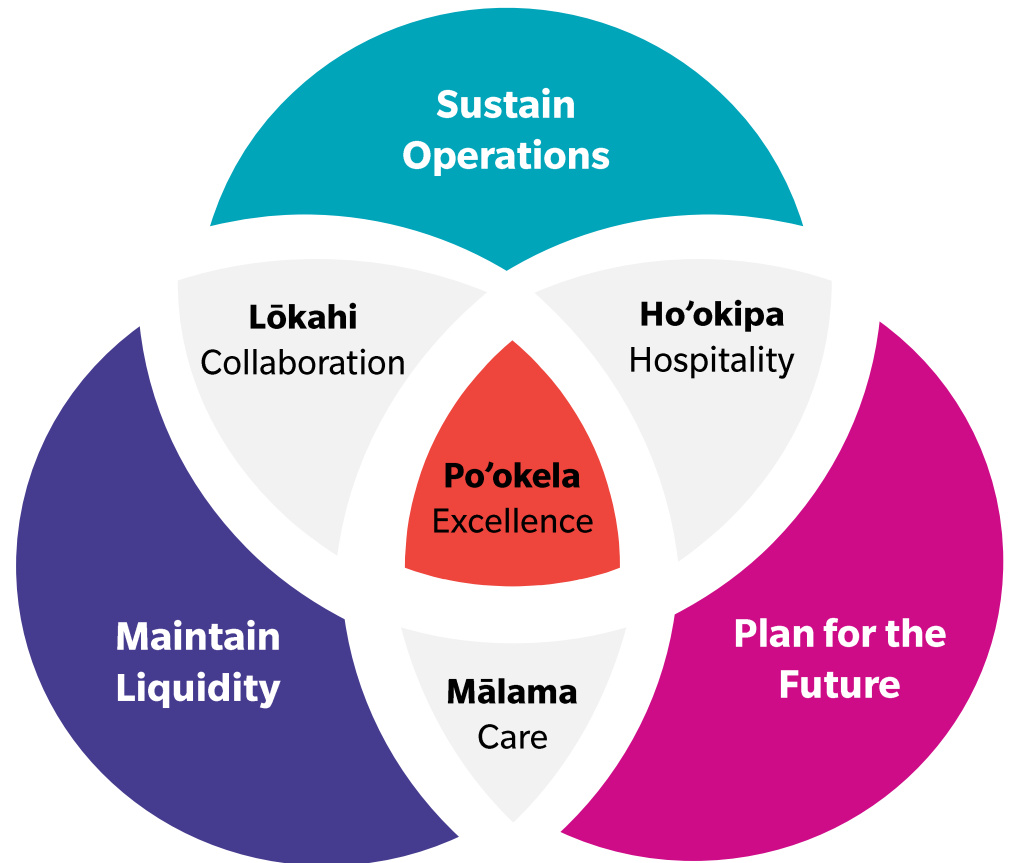 Sustain
Operations
Lōkahi
Collaboration
Ho’okipa
Hospitality
Po’okela
Excellence
Maintain
Liquidity
Plan for the
Future
Mālama
Care